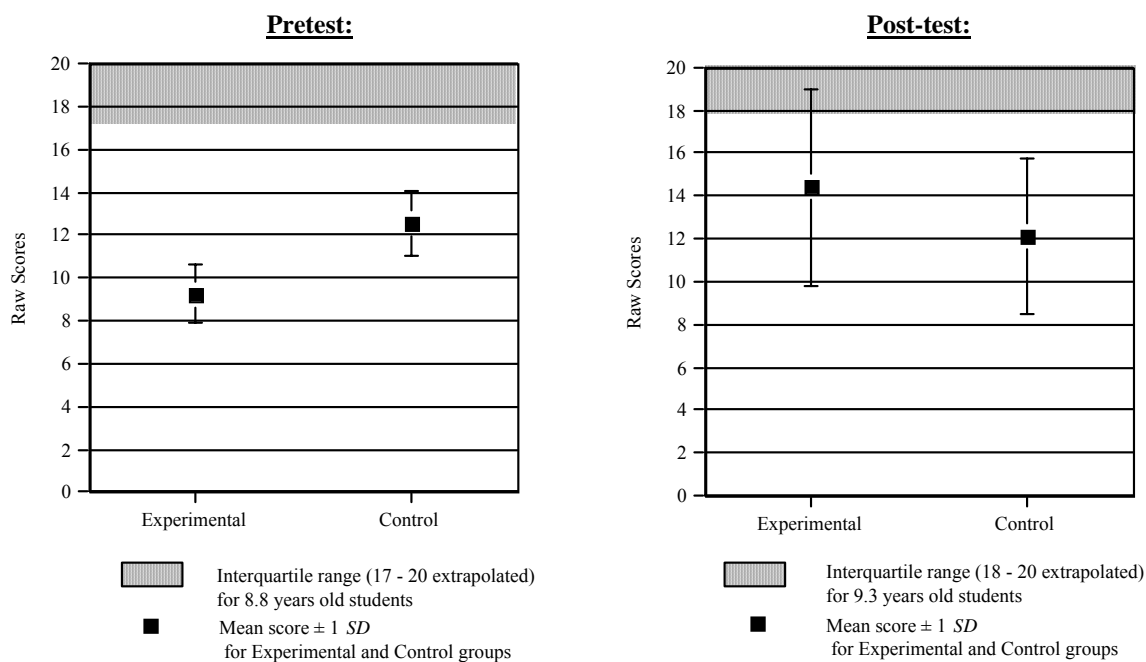 Pretest:
20
18
16
14
12
10
8
6
4
2
0
Raw Scores
Experimental
Control
Interquartile range (17 - 20 extrapolated)
for 8.8 years old students
Mean score ± 1 SD
for Experimental and Control groups
Post-test:
20
18
16
14
12
10
8
6
4
2
0
Raw Scores
Experimental
Control
Interquartile range (18 - 20 extrapolated)
for 9.3 years old students
Mean score ± 1 SD
for Experimental and Control groups